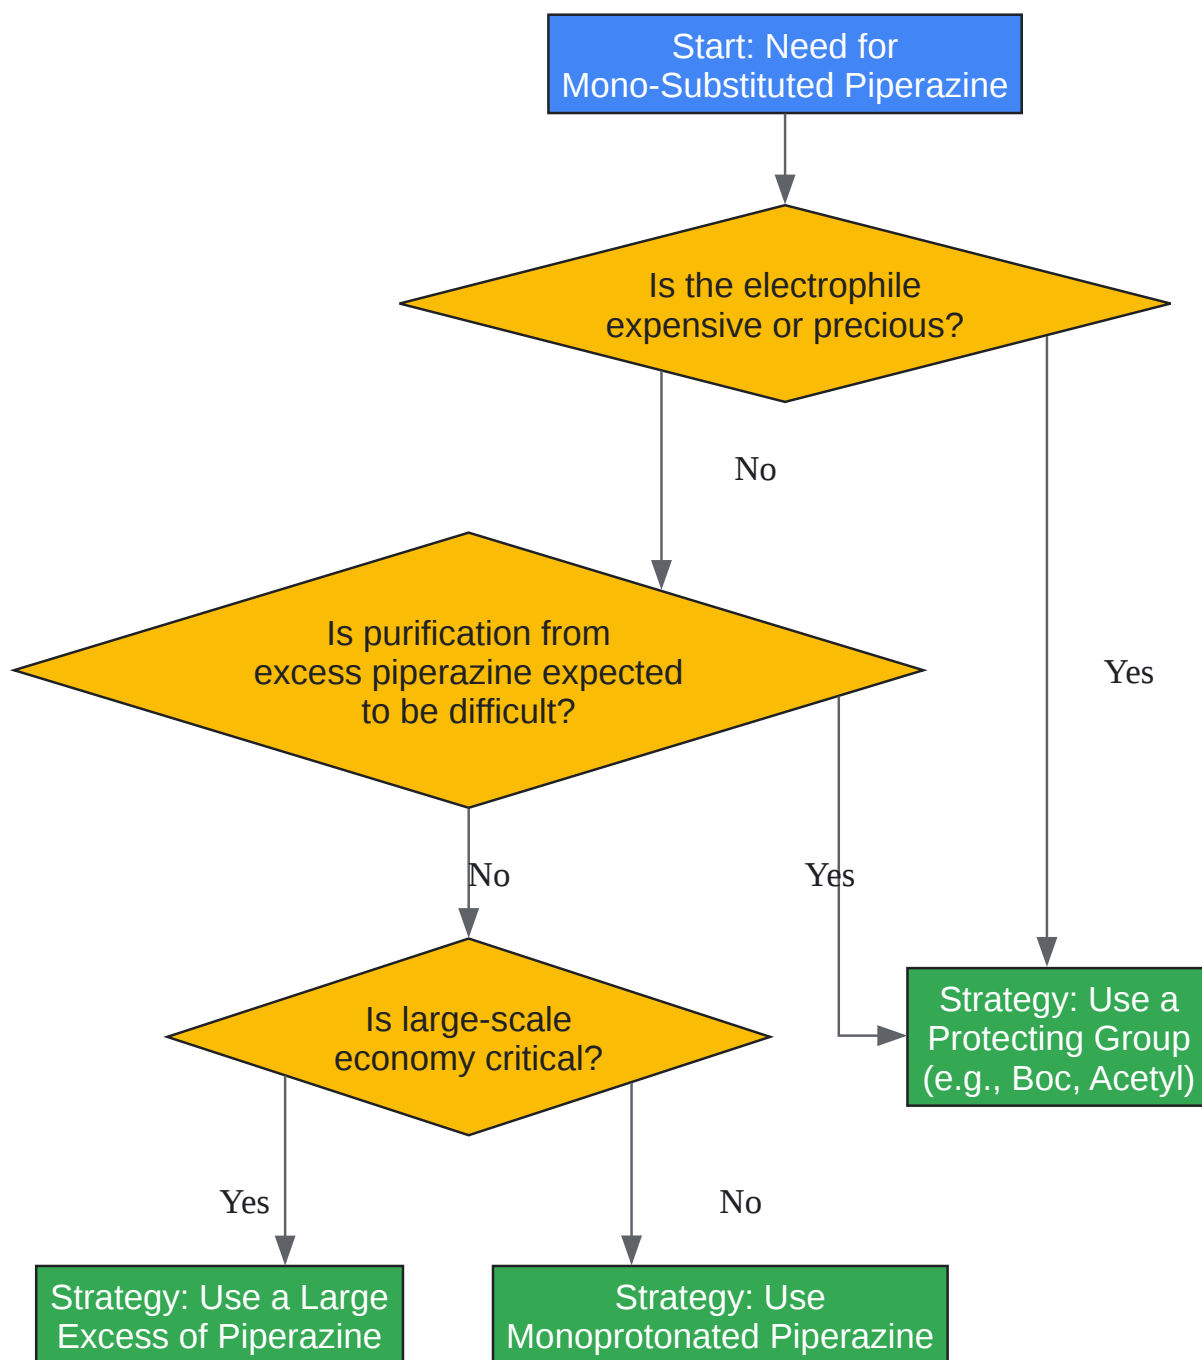 Start: Need for
Mono-Substituted Piperazine
Is the electrophile
expensive or precious?
No
Is purification from
excess piperazine expected
to be difficult?
Yes
No
Yes
Is large-scale
economy critical?
Strategy: Use a
Protecting Group
(e.g., Boc, Acetyl)
Yes
No
Strategy: Use a Large
Excess of Piperazine
Strategy: Use
Monoprotonated Piperazine